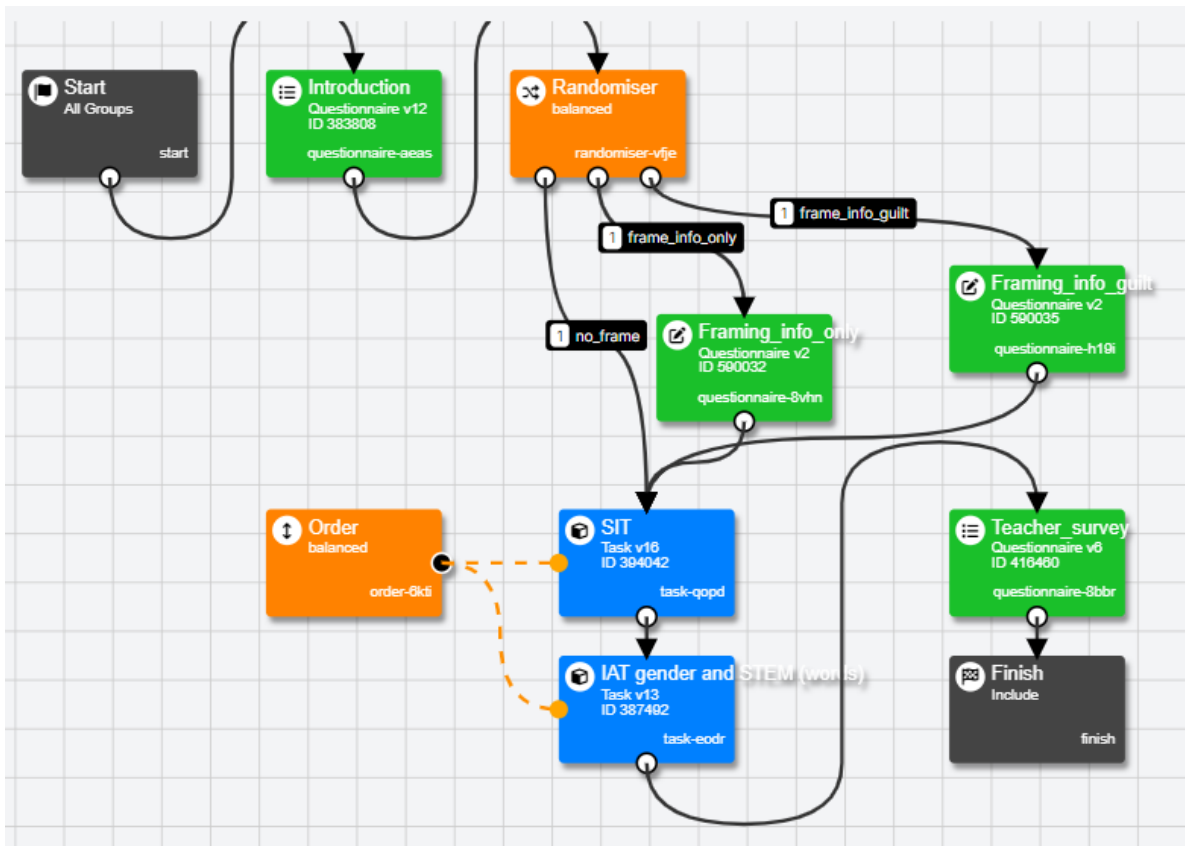 Start
All Groups
start
Introduction
Questionnaire v12
ID 383808
questionnaire-aeas
Randomiser
balanced
randomiser-vfje
1 frame_info_guilt
1 frame_info_only
1 no_frame
Framing_info_guilt
Questionnaire v2
ID 590035
questionnaire-h19i
Framing_info_only
Questionnaire v2
ID 590032
questionnaire-8vhn
Order
balanced
order-6kti
SIT
Task v16
ID 394042
task-qopd
Teacher_survey
Questionnaire v6
ID 416460
questionnaire-8bbr
IAT gender and STEM (words)
Task v13
ID 387492
task-eodr
Finish
Include
finish